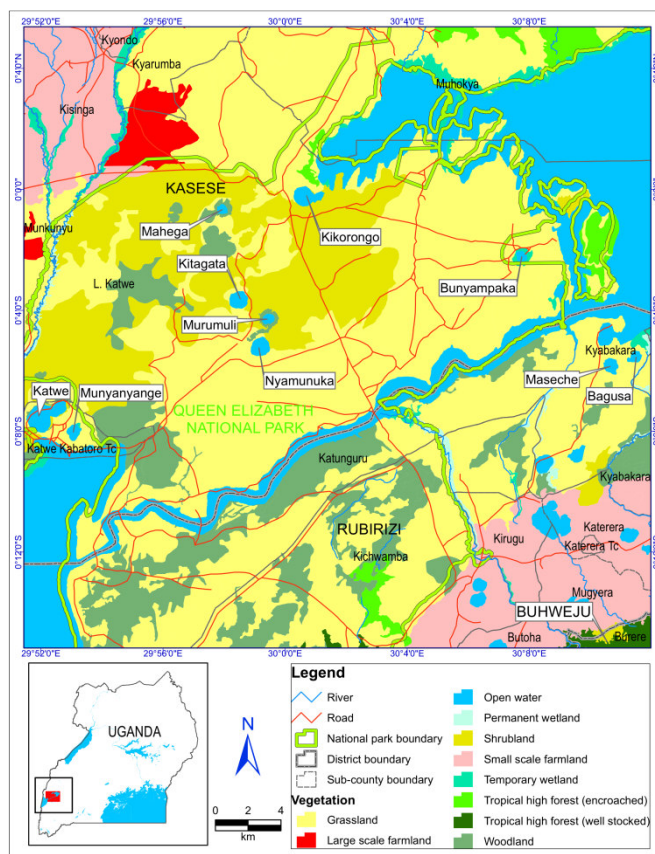 29°52'0"E 29°56'0"E 30°0'0"E 30°4'0"E
0°4'0"N
Kyondo
Kyarumba
Kisinga
Muhokya
0°0'0"
KASESE
Mahega
Kikorongo
Munkunyu
Kitagata
L. Katwe
Bunyampaka
0°4'0"S
Murumuli
Kyabakara
Nyamunuka
Maseche
Katwe
Munyanyange
Bagusa
QUEEN ELIZABETH
NATIONAL PARK
0°8'0"S
Katwe Kabatoro Tc
Katunguru
Kyabakara
RUBIRIZI
Kirugu
Katerera
Katerera Tc
Kichwamba
0°12'0"S
Mugyera
BUHWEJU
Butoha
Burere
29°52'0"E 29°56'0"E 30°0'0"E 30°4'0"E
UGANDA
N
0 2 4
km
Legend
River
Road
National park boundary
District boundary
Sub-county boundary
Vegetation
Grassland
Large scale farmland
Open water
Permanent wetland
Shrubland
Small scale farmland
Temporary wetland
Tropical high forest (encroached)
Tropical high forest (well stocked)
Woodland